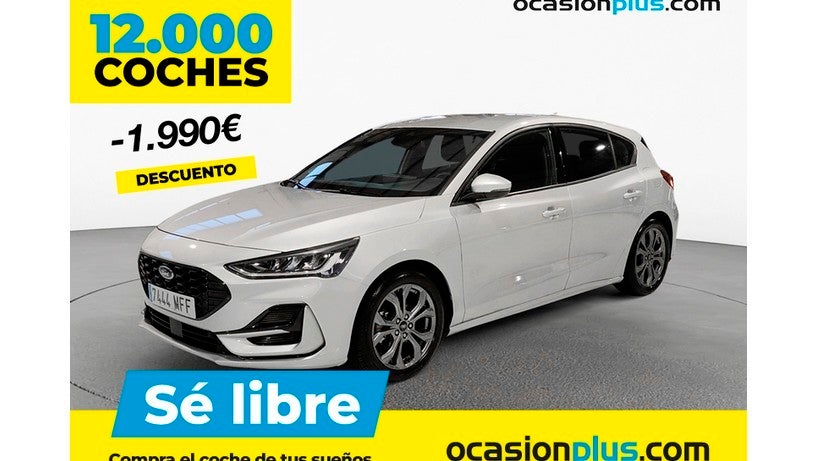 ocasionplus.com
12.000
COCHES
-1.990€
DESCUENTO
Ford
7444 MFF
Sé libre
Compra el coche de tus sueños
ocasionplus.com